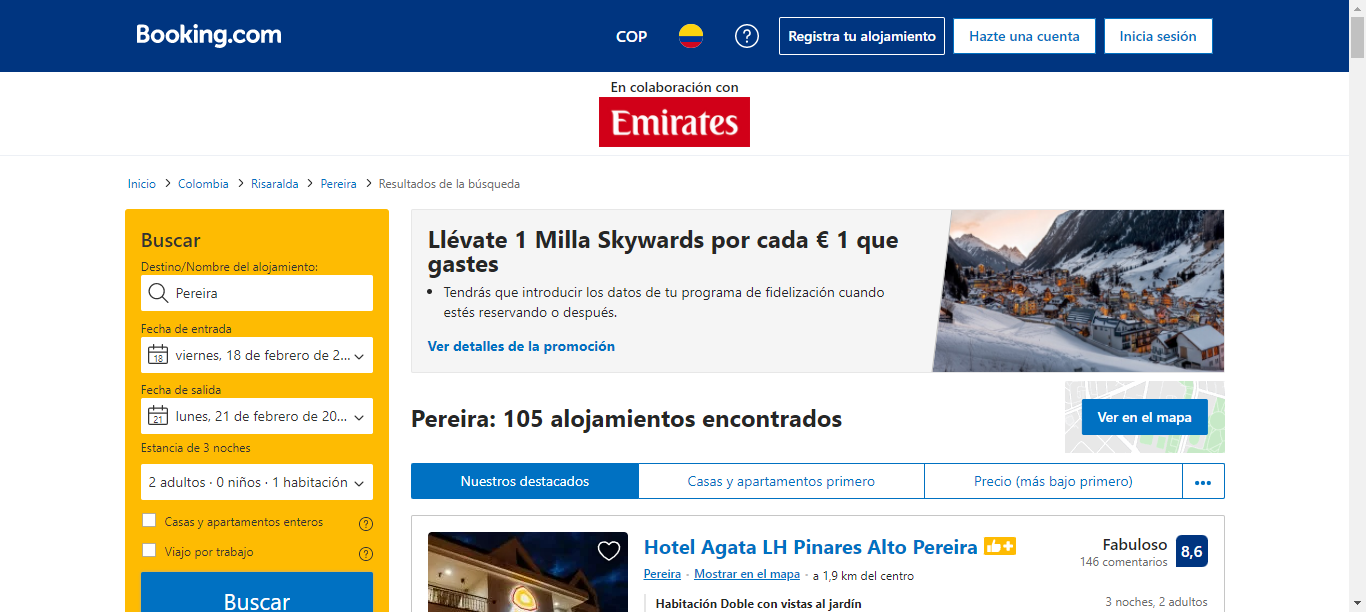 Booking.com
COP
Registra tu alojamiento
Hazte una cuenta
Inicia sesión
En colaboración con
Emirates
Inicio > Colombia > Risaralda > Pereira > Resultados de la búsqueda
Buscar
Destino/Nombre del alojamiento:
Pereira
Fecha de entrada
18
viernes, 18 de febrero de 2...
Fecha de salida
21
lunes, 21 de febrero de 20...
Estancia de 3 noches
2 adultos · 0 niños · 1 habitación
Casas y apartamentos enteros
Viajo por trabajo
Buscar
Llévate 1 Milla Skywards por cada € 1 que
gastes
• Tendrás que introducir los datos de tu programa de fidelización cuando
estés reservando o después.
Ver detalles de la promoción
Pereira: 105 alojamientos encontrados
Ver en el mapa
Nuestros destacados
Casas y apartamentos primero
Precio (más bajo primero)
•••
Hotel Agata LH Pinares Alto Pereira
Pereira · Mostrar en el mapa · a 1,9 km del centro
Habitación Doble con vistas al jardín
Fabuloso
146 comentarios
8,6
3 noches, 2 adultos